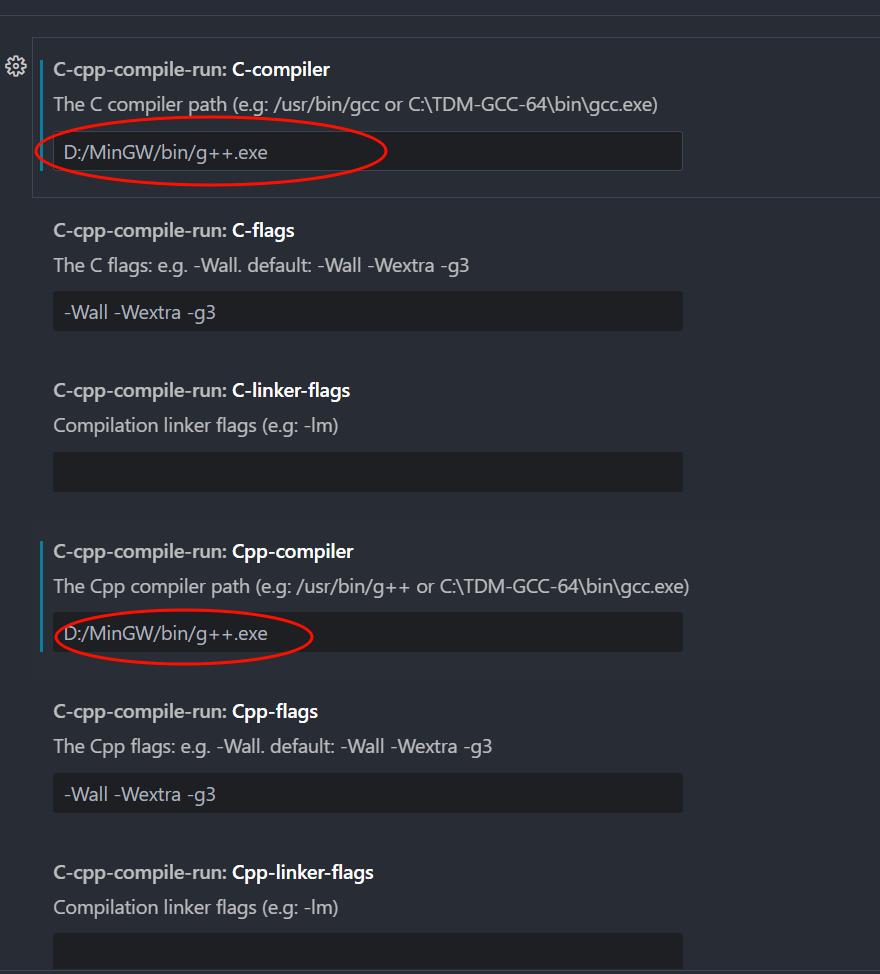 C-cpp-compile-run: C-compiler
The C compiler path (e.g: /usr/bin/gcc or C:\TDM-GCC-64\bin\gcc.exe)
D:/MinGW/bin/g++.exe
C-cpp-compile-run: C-flags
The C flags: e.g. -Wall. default: -Wall -Wextra -g3
-Wall -Wextra -g3
C-cpp-compile-run: C-linker-flags
Compilation linker flags (e.g: -lm)
C-cpp-compile-run: Cpp-compiler
The Cpp compiler path (e.g: /usr/bin/g++ or C:\TDM-GCC-64\bin\gcc.exe)
D:/MinGW/bin/g++.exe
C-cpp-compile-run: Cpp-flags
The Cpp flags: e.g. -Wall. default: -Wall -Wextra -g3
-Wall -Wextra -g3
C-cpp-compile-run: Cpp-linker-flags
Compilation linker flags (e.g: -lm)